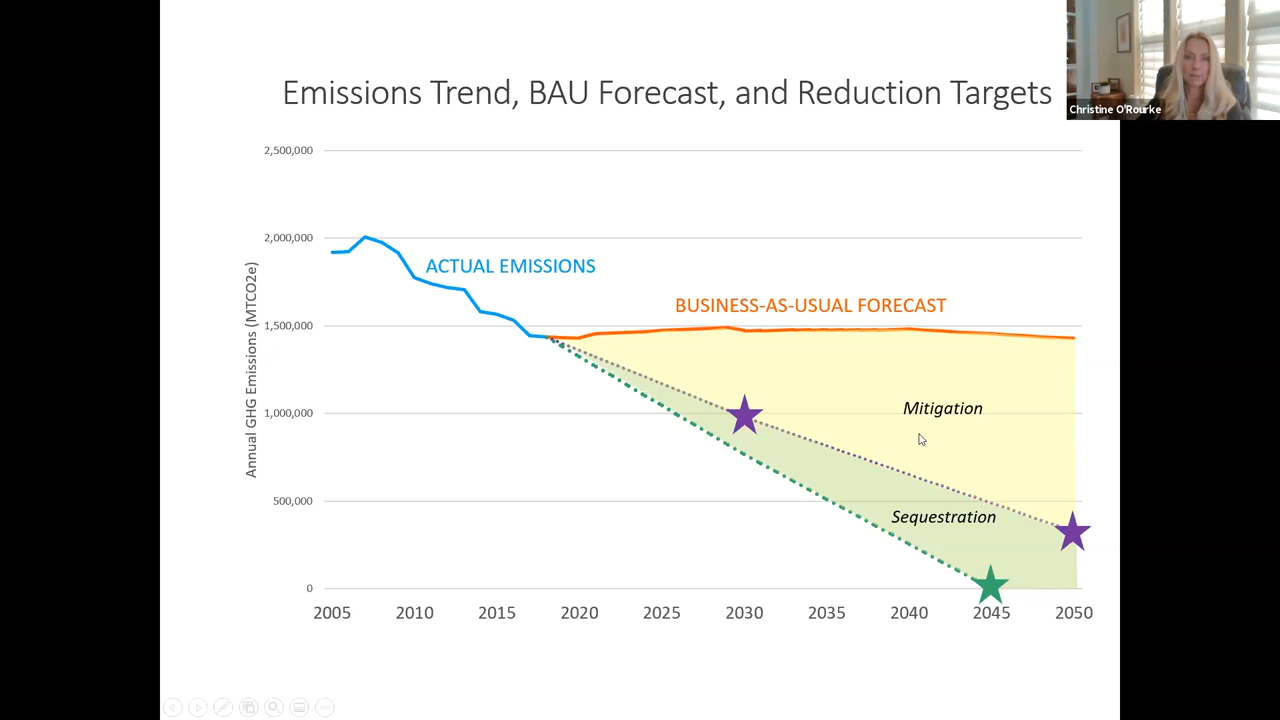 Emissions Trend, BAU Forecast, and Reduction Targets
Christine O'Rourke
2,500,000
2,000,000
1,500,000
1,000,000
500,000
0
Annual GHG Emissions (MTCO2e)
ACTUAL EMISSIONS
BUSINESS-AS-USUAL FORECAST
Mitigation
Sequestration
2005 2010 2015 2020 2025 2030 2035 2040 2045 2050